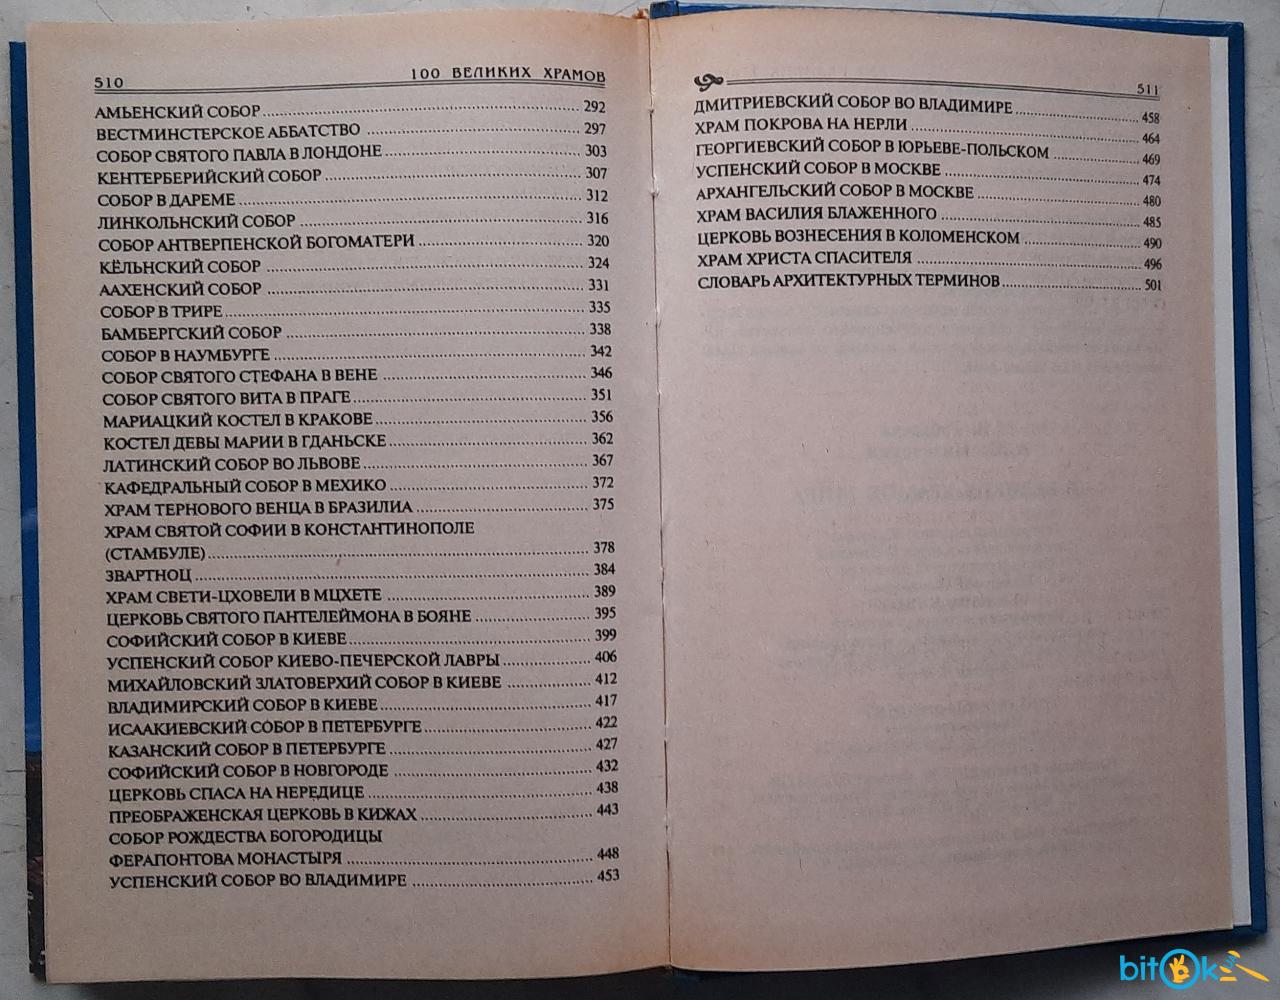 510 100 ВЕЛИКИХ ХРАМОВ
АМЬЕНСКИЙ СОБОР 292
ВЕСТМИНСТЕРСКОЕ АББАТСТВО 297
СОБОР СВЯТОГО ПАВЛА В ЛОНДОНЕ 303
КЕНТЕРБЕРИЙСКИЙ СОБОР 307
СОБОР В ДАРЕМЕ 312
ЛИНКОЛЬНСКИЙ СОБОР 316
СОБОР АНТВЕРПЕНСКОЙ БОГОМАТЕРИ 320
КЁЛЬНСКИЙ СОБОР 324
ААХЕНСКИЙ СОБОР 331
СОБОР В ТРИРЕ 335
БАМБЕРГСКИЙ СОБОР 338
СОБОР В НАУМБУРГЕ 342
СОБОР СВЯТОГО СТЕФАНА В ВЕНЕ 346
СОБОР СВЯТОГО ВИТА В ПРАГЕ 351
МАРИАЦКИЙ КОСТЕЛ В КРАКОВЕ 356
КОСТЕЛ ДЕВЫ МАРИИ В ГДАНЬСКЕ 362
ЛАТИНСКИЙ СОБОР ВО ЛЬВОВЕ 367
КАФЕДРАЛЬНЫЙ СОБОР В МЕХИКО 372
ХРАМ ТЕРНОВОГО ВЕНЦА В БРАЗИЛИА 375
ХРАМ СВЯТОЙ СОФИИ В КОНСТАНТИНОПОЛЕ
(СТАМБУЛЕ) 378
ЗВАРТНОЦ 384
ХРАМ СВЕТИ-ЦХОВЕЛИ В МЦХЕТЕ 389
ЦЕРКОВЬ СВЯТОГО ПАНТЕЛЕЙМОНА В БОЯНЕ 395
СОФИЙСКИЙ СОБОР В КИЕВЕ 399
УСПЕНСКИЙ СОБОР КИЕВО-ПЕЧЕРСКОЙ ЛАВРЫ 406
МИХАЙЛОВСКИЙ ЗЛАТОВЕРХИЙ СОБОР В КИЕВЕ 412
ВЛАДИМИРСКИЙ СОБОР В КИЕВЕ 417
ИСААКИЕВСКИЙ СОБОР В ПЕТЕРБУРГЕ 422
КАЗАНСКИЙ СОБОР В ПЕТЕРБУРГЕ 427
СОФИЙСКИЙ СОБОР В НОВГОРОДЕ 432
ЦЕРКОВЬ СПАСА НА НЕРЕДИЦЕ 438
ПРЕОБРАЖЕНСКАЯ ЦЕРКОВЬ В КИЖАХ 443
СОБОР РОЖДЕСТВА БОГОРОДИЦЫ
ФЕРАПОНТОВА МОНАСТЫРЯ 448
УСПЕНСКИЙ СОБОР ВО ВЛАДИМИРЕ 453
511
ДМИТРИЕВСКИЙ СОБОР ВО ВЛАДИМИРЕ 458
ХРАМ ПОКРОВА НА НЕРЛИ 464
ГЕОРГИЕВСКИЙ СОБОР В ЮРЬЕВЕ-ПОЛЬСКОМ 469
УСПЕНСКИЙ СОБОР В МОСКВЕ 474
АРХАНГЕЛЬСКИЙ СОБОР В МОСКВЕ 480
ХРАМ ВАСИЛИЯ БЛАЖЕННОГО 485
ЦЕРКОВЬ ВОЗНЕСЕНИЯ В КОЛОМЕНСКОМ 490
ХРАМ ХРИСТА СПАСИТЕЛЯ 496
СЛОВАРЬ АРХИТЕКТУРНЫХ ТЕРМИНОВ 501
bitOk